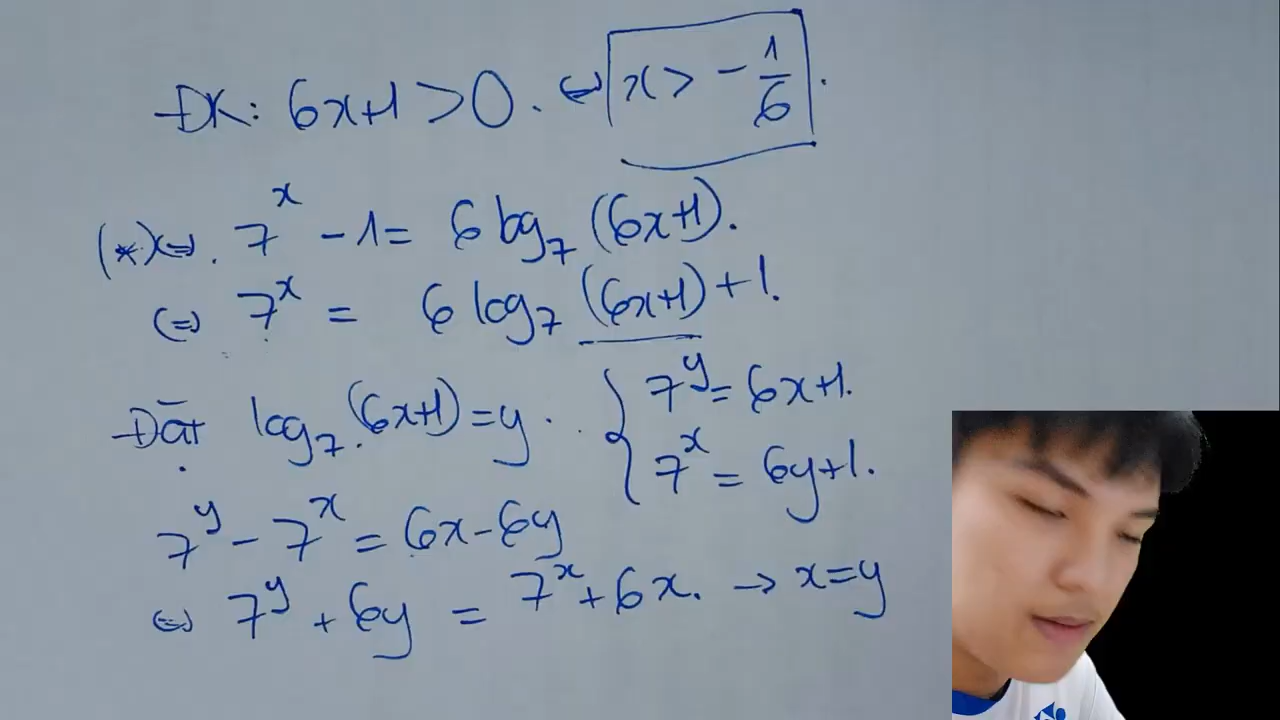 ĐK: 6x+1 > 0. ⇔ x > - 1/6.
(*) ⇔. 7^x - 1 = 6 log_7 (6x+1).
⇔ 7^x = 6 log_7 (6x+1) + 1.
Đặt log_7 (6x+1) = y. { 7^y = 6x+1.
7^x = 6y+1.
7^y - 7^x = 6x - 6y
⇔ 7^y + 6y = 7^x + 6x. → x = y